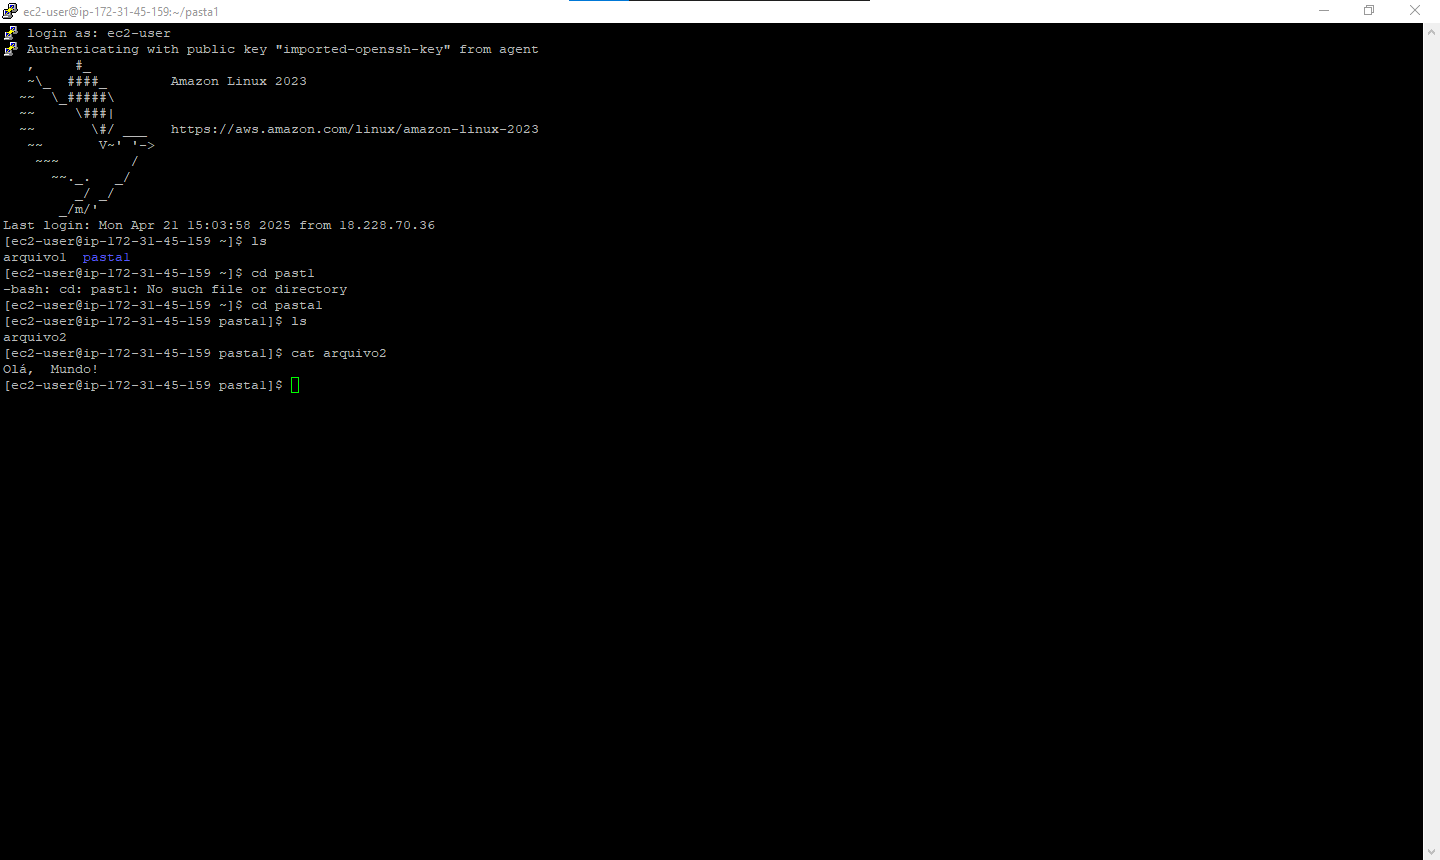 ec2-user@ip-172-31-45-159:~/pasta1
login as: ec2-user
Authenticating with public key "imported-openssh-key" from agent
   ,     #_
   ~\_  ####_        Amazon Linux 2023
  ~~  \_#####\
  ~~     \###|
  ~~       \#/ ___   https://aws.amazon.com/linux/amazon-linux-2023
   ~~       V~' '->
    ~~~         /
      ~~._.   _/
         _/ _/
       _/m/'
Last login: Mon Apr 21 15:03:58 2025 from 18.228.70.36
[ec2-user@ip-172-31-45-159 ~]$ ls
arquivo1  pasta1
[ec2-user@ip-172-31-45-159 ~]$ cd past1
-bash: cd: past1: No such file or directory
[ec2-user@ip-172-31-45-159 ~]$ cd pasta1
[ec2-user@ip-172-31-45-159 pasta1]$ ls
arquivo2
[ec2-user@ip-172-31-45-159 pasta1]$ cat arquivo2
Olá,  Mundo!
[ec2-user@ip-172-31-45-159 pasta1]$